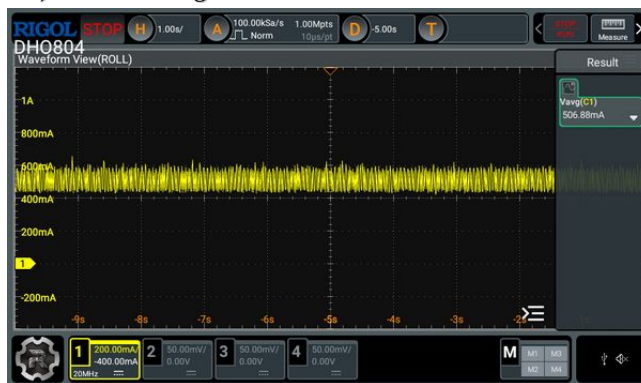 RIGOL STOP H 1.00s/ A 100.00kSa/s 1.00Mpts Norm 10µs/pt D -5.00s T STOP RUN Measure
DHO804
Waveform View(ROLL) Result
1A
Vavg(C1)
506.88mA
800mA
600mA
400mA
200mA
1
-200mA
-9s -8s -7s -6s -5s -4s -3s -2s
1 200.00mA/ 2 50.00mV/ 3 50.00mV/ 4 50.00mV/ M M1 M3
-400.00mA 0.00V 0.00V 0.00V M2 M4
20MHz